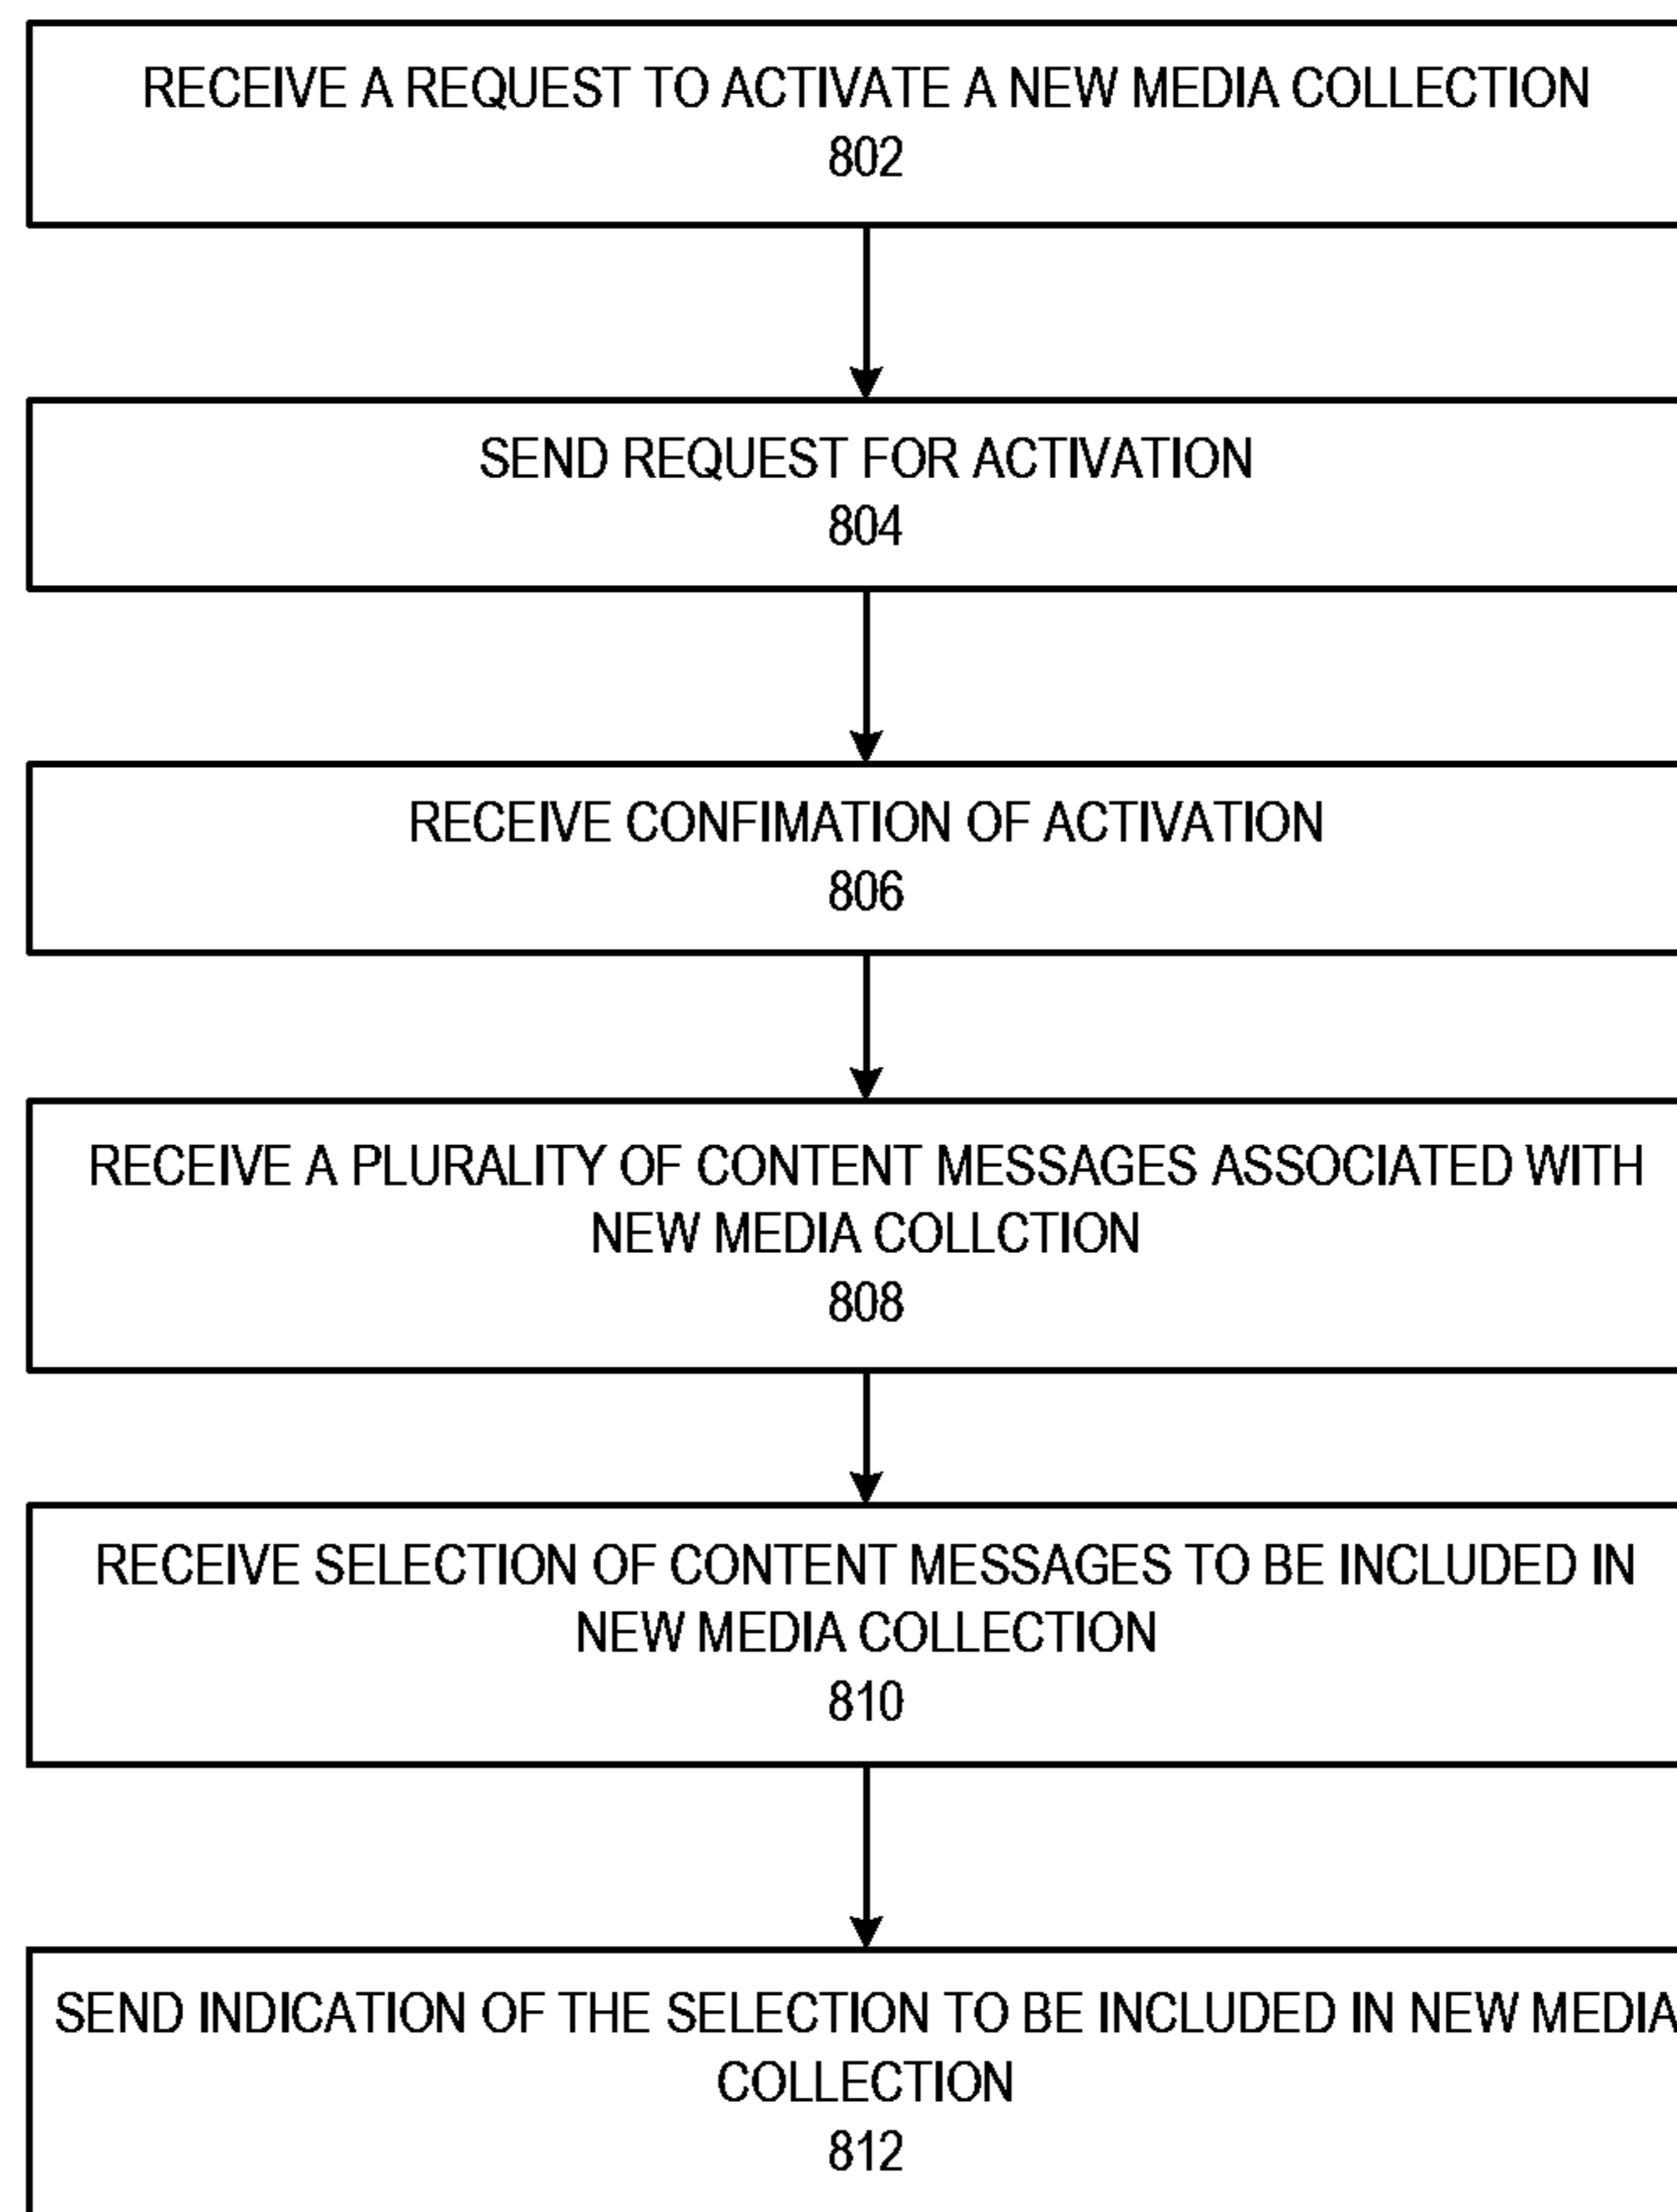 RECEIVE A REQUEST TO ACTIVATE A NEW MEDIA COLLECTION
802
SEND REQUEST FOR ACTIVATION
804
RECEIVE CONFIMATION OF ACTIVATION
806
RECEIVE A PLURALITY OF CONTENT MESSAGES ASSOCIATED WITH
NEW MEDIA COLLCTION
808
RECEIVE SELECTION OF CONTENT MESSAGES TO BE INCLUDED IN
NEW MEDIA COLLECTION
810
SEND INDICATION OF THE SELECTION TO BE INCLUDED IN NEW MEDIA
COLLECTION
812